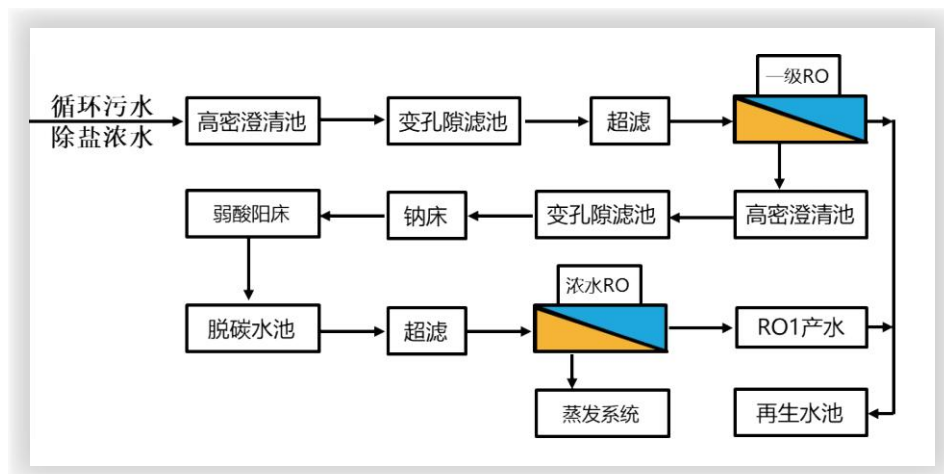 循环污水
除盐浓水
高密澄清池
变孔隙滤池
超滤
一级RO
弱酸阳床
钠床
变孔隙滤池
高密澄清池
浓水RO
脱碳水池
超滤
RO1产水
蒸发系统
再生水池